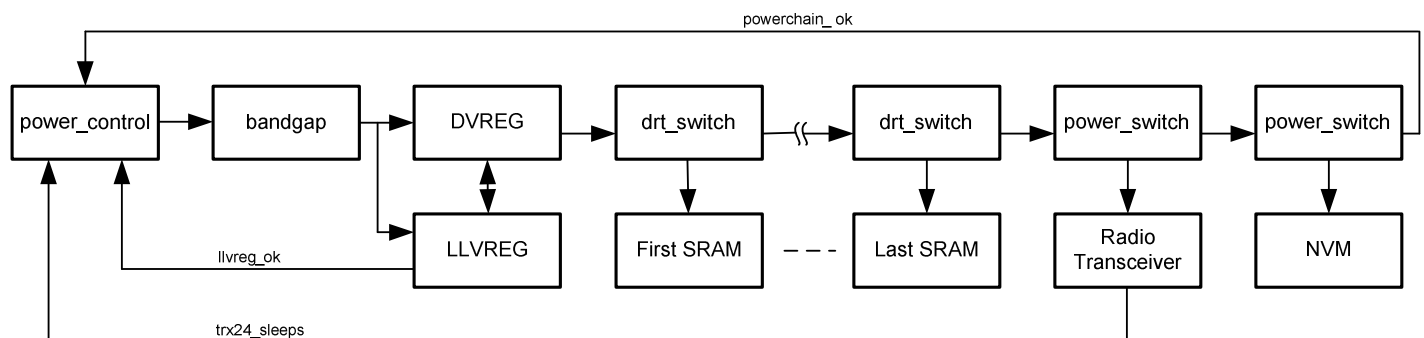 powerchain_ ok
power_control
bandgap
DVREG
drt_switch
drt_switch
power_switch
power_switch
LLVREG
First SRAM
Last SRAM
Radio
Transceiver
NVM
llvreg_ok
trx24_sleeps